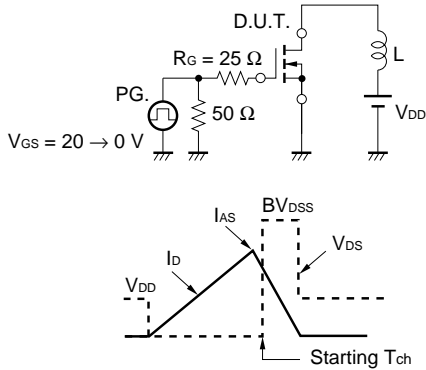 D.U.T.
RG = 25 Ω
L
PG.
50 Ω
VDD
VGS = 20 → 0 V
BVDSS
IAS
ID
VDS
VDD
Starting Tch